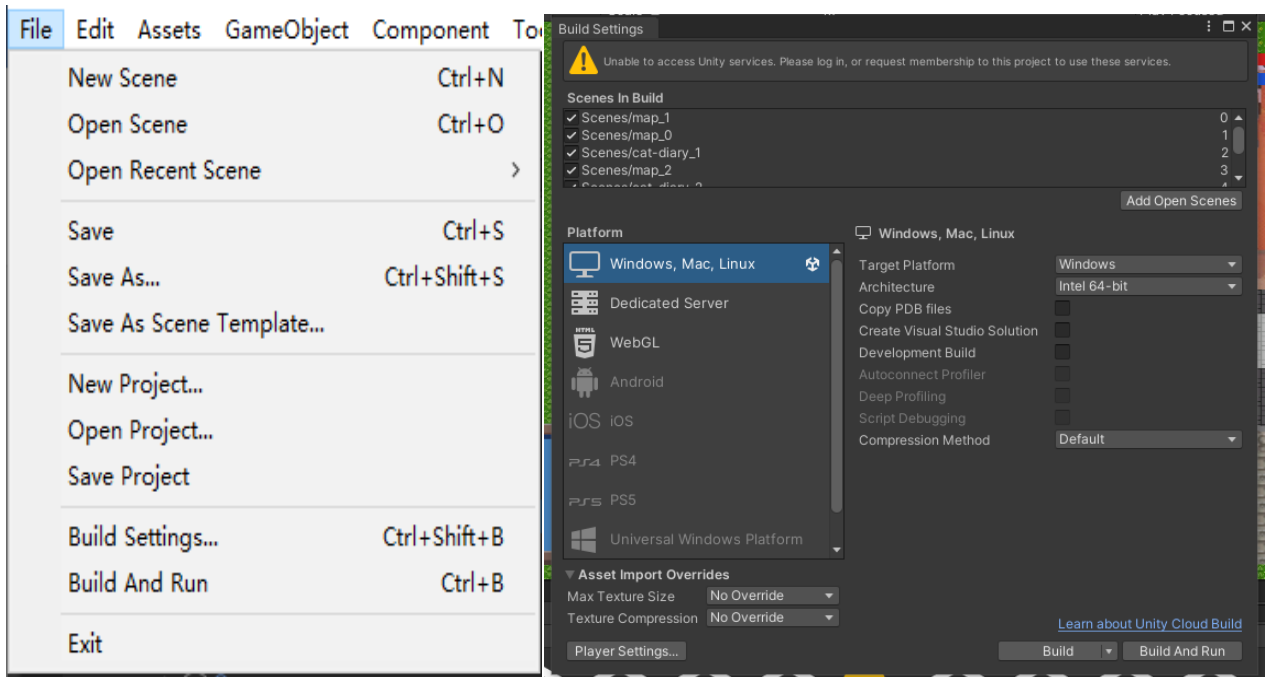 File Edit Assets GameObject Component
New Scene Ctrl+N
Open Scene Ctrl+O
Open Recent Scene
Save Ctrl+S
Save As... Ctrl+Shift+S
Save As Scene Template...
New Project...
Open Project...
Save Project
Build Settings... Ctrl+Shift+B
Build And Run Ctrl+B
Exit
Build Settings
Unable to access Unity services. Please log in, or request membership to this project to use these services.
Scenes In Build
Scenes/map_1 0
Scenes/map_0 1
Scenes/cat-diary_1 2
Scenes/map_2 3
Add Open Scenes
Platform
Windows, Mac, Linux
Dedicated Server
HTML 5 WebGL
Android
iOS iOS
PS4 PS4
PS5 PS5
Universal Windows Platform
Windows, Mac, Linux
Target Platform Windows
Architecture Intel 64-bit
Copy PDB files
Create Visual Studio Solution
Development Build
Autoconnect Profiler
Deep Profiling
Script Debugging
Compression Method Default
Asset Import Overrides
Max Texture Size No Override
Texture Compression No Override
Learn about Unity Cloud Build
Player Settings... Build Build And Run